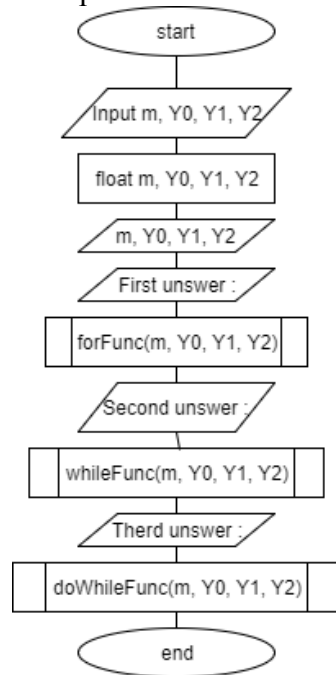 start
Input m, Y0, Y1, Y2
float m, Y0, Y1, Y2
m, Y0, Y1, Y2
First unswer :
forFunc(m, Y0, Y1, Y2)
Second unswer :
whileFunc(m, Y0, Y1, Y2)
Therd unswer :
doWhileFunc(m, Y0, Y1, Y2)
end